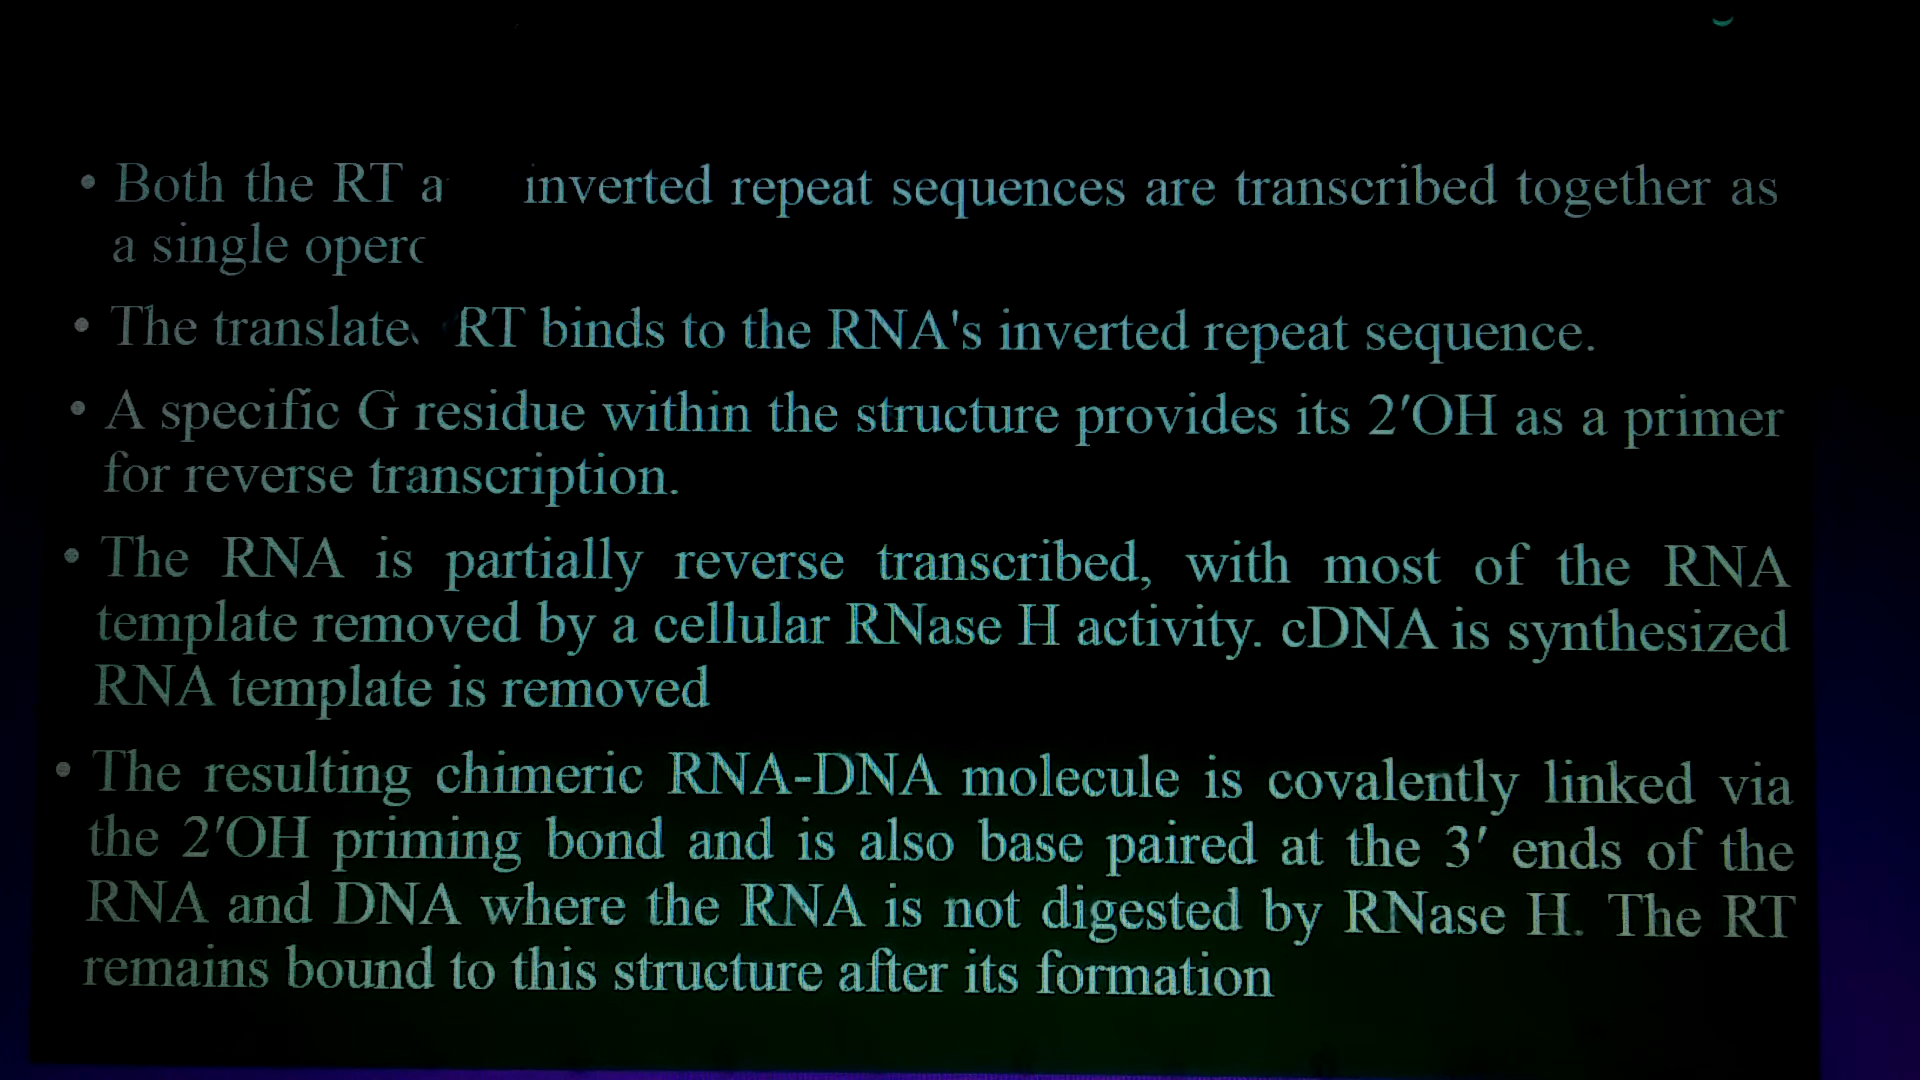 • Both the RT inverted repeat sequences are transcribed together as
a single
• The RT binds to the RNA's inverted repeat sequence.
• A specific G residue within the structure provides its 2′OH as a primer
for reverse transcription.
• The RNA is partially reverse transcribed, with most of the RNA
template removed by a cellular RNase H activity. cDNA is synthesized
RNA template is removed
• The resulting chimeric RNA-DNA molecule is covalently linked via
the 2′OH priming bond and is also base paired at the 3′ ends of the
RNA and DNA where the RNA is not digested by RNase H. The RT
remains bound to this structure after its formation